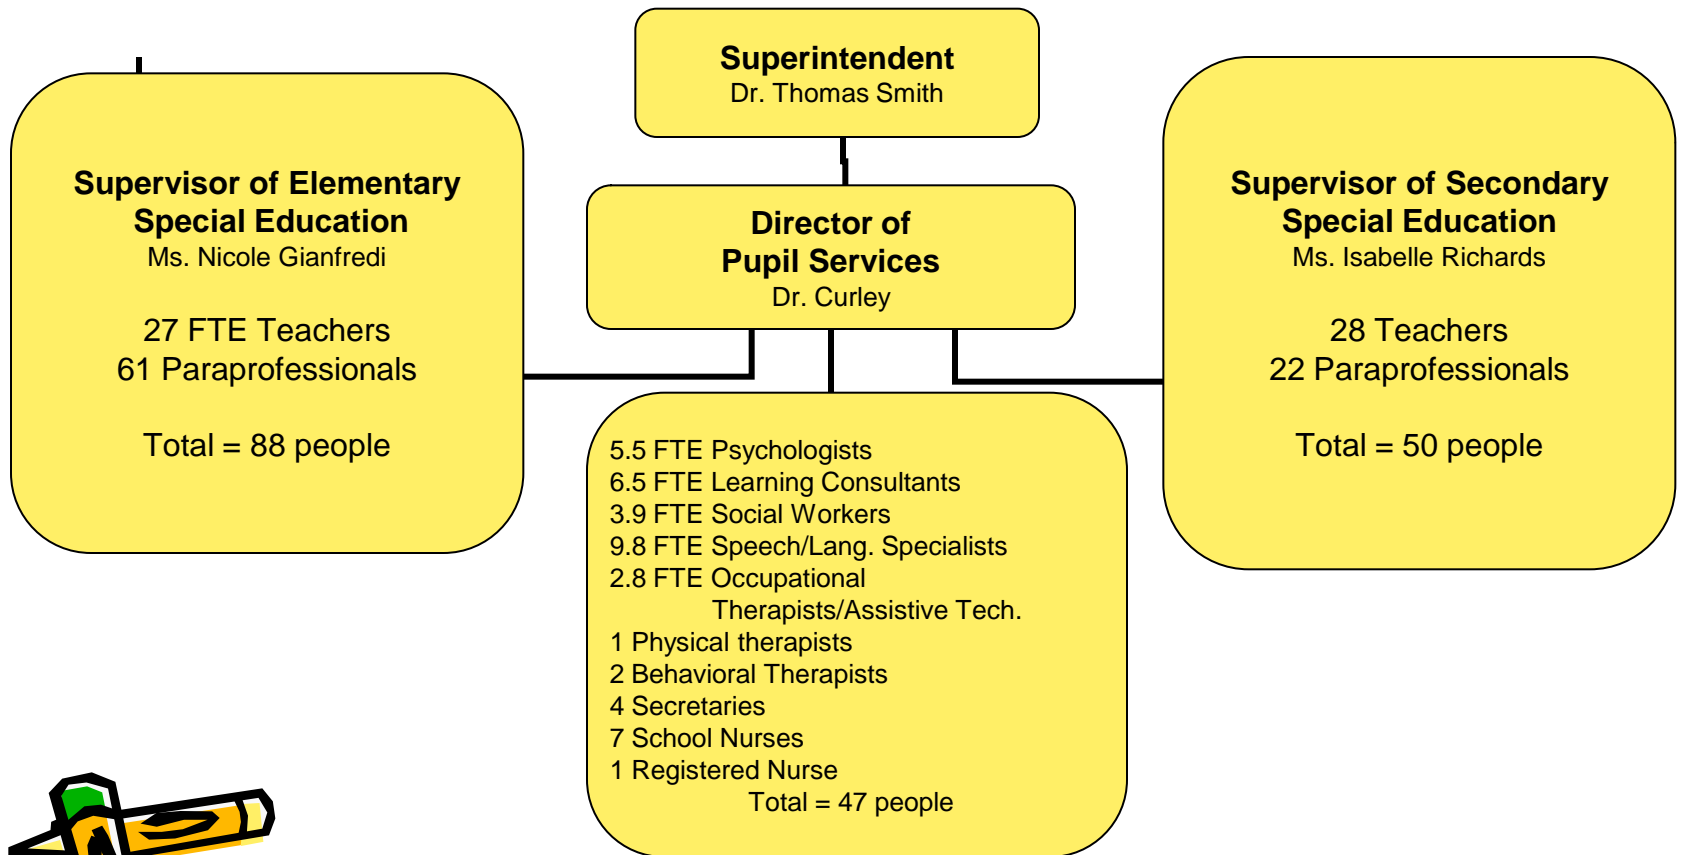 Superintendent
Dr. Thomas Smith
Supervisor of Elementary
Special Education
Ms. Nicole Gianfredi
27 FTE Teachers
61 Paraprofessionals
Total = 88 people
Director of
Pupil Services
Dr. Curley
Supervisor of Secondary
Special Education
Ms. Isabelle Richards
28 Teachers
22 Paraprofessionals
Total = 50 people
5.5 FTE Psychologists
6.5 FTE Learning Consultants
3.9 FTE Social Workers
9.8 FTE Speech/Lang. Specialists
2.8 FTE Occupational
Therapists/Assistive Tech.
1 Physical therapists
2 Behavioral Therapists
4 Secretaries
7 School Nurses
1 Registered Nurse
Total = 47 people